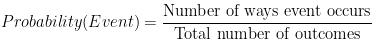 Probability(Event) = Number of ways event occurs / Total number of outcomes